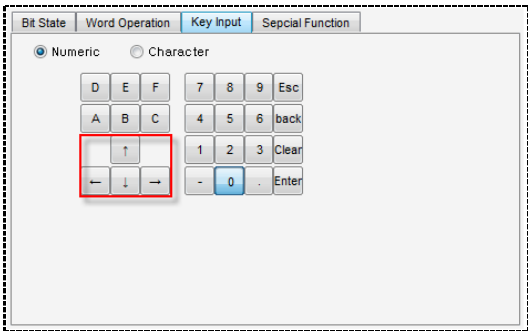 Bit State Word Operation Key Input Sepcial Function
Numeric Character
D E F 7 8 9 Esc
A B C 4 5 6 back
↑ 1 2 3 Clear
← ↓ → - 0 . Enter